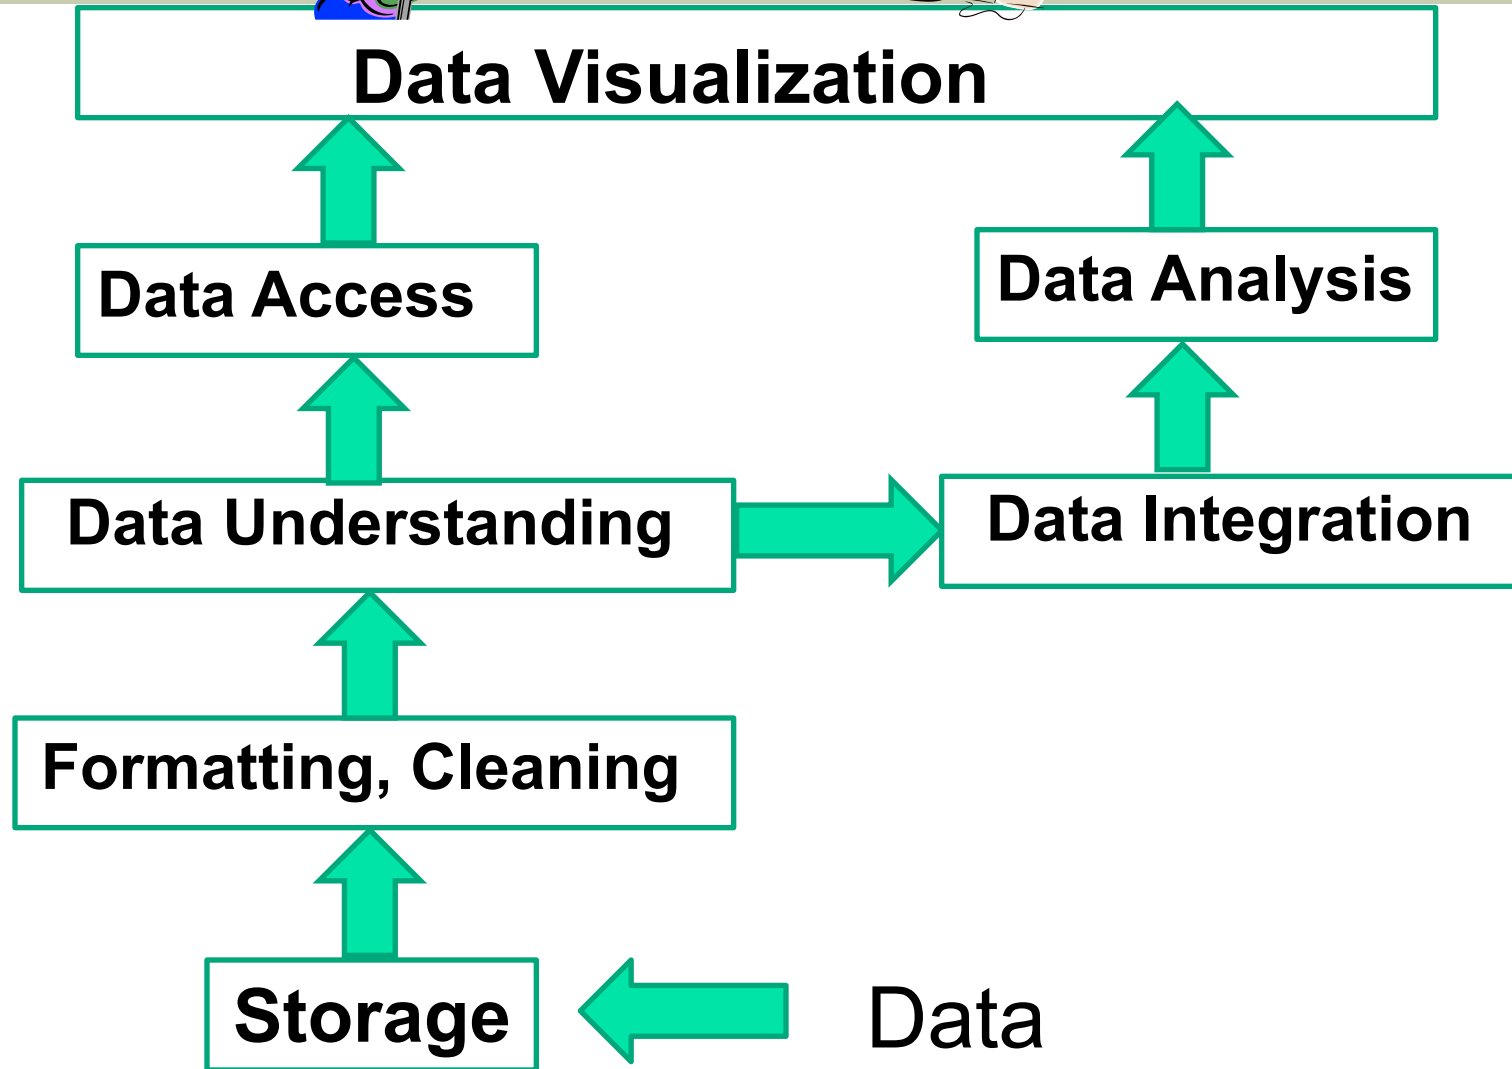 Data Visualization
Data Access
Data Analysis
Data Understanding
Data Integration
Formatting, Cleaning
Storage
Data